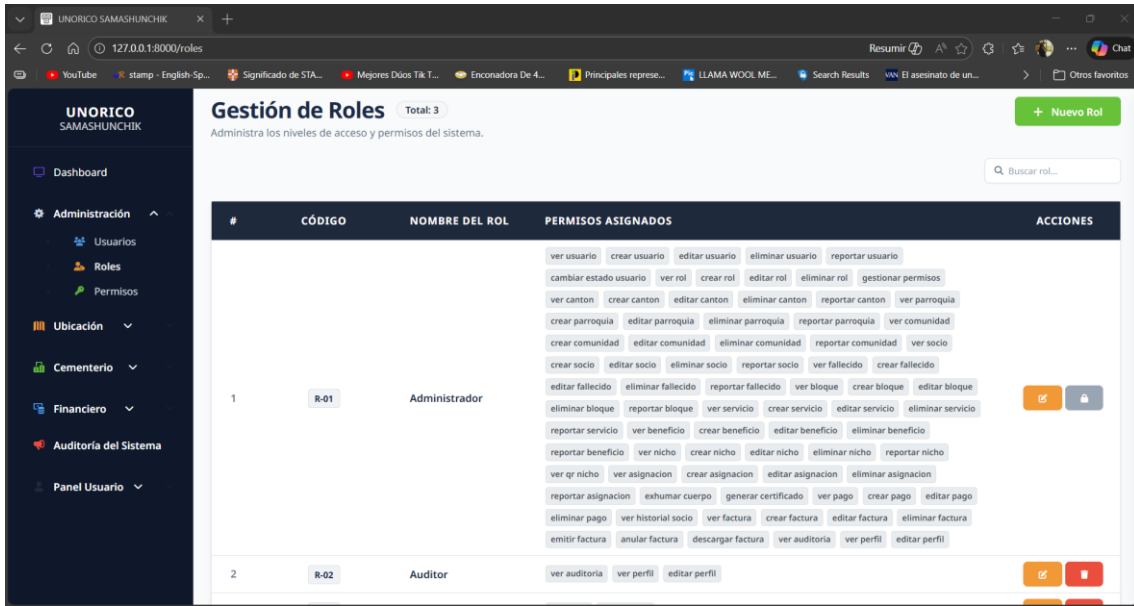 UNORICO SAMASHUNCHIK
127.0.0.1:8000/roles
Resumir
Chat
YouTube stamp - English-Sp... Significado de STA... Mejores Dúos Tik T... Enconadora De 4... Principales represe... LLAMA WOOL ME... Search Results El asesinato de un... Otros favoritos
UNORICO
SAMASHUNCHIK
Dashboard
Administración
Usuarios
Roles
Permisos
Ubicación
Cementerio
Financiero
Auditoría del Sistema
Panel Usuario
Gestión de Roles Total: 3
Administra los niveles de acceso y permisos del sistema.
+ Nuevo Rol
Buscar rol...
# CÓDIGO NOMBRE DEL ROL PERMISOS ASIGNADOS ACCIONES
1 R-01 Administrador
ver usuario crear usuario editar usuario eliminar usuario reportar usuario
cambiar estado usuario ver rol crear rol editar rol eliminar rol gestionar permisos
ver canton crear canton editar canton eliminar canton reportar canton ver parroquia
crear parroquia editar parroquia eliminar parroquia reportar parroquia ver comunidad
crear comunidad editar comunidad eliminar comunidad reportar comunidad ver socio
crear socio editar socio eliminar socio reportar socio ver fallecido crear fallecido
editar fallecido eliminar fallecido reportar fallecido ver bloque crear bloque editar bloque
eliminar bloque reportar bloque ver servicio crear servicio editar servicio eliminar servicio
reportar servicio ver beneficio crear beneficio editar beneficio eliminar beneficio
reportar beneficio ver nicho crear nicho editar nicho eliminar nicho reportar nicho
ver qr nicho ver asignacion crear asignacion editar asignacion eliminar asignacion
reportar asignacion exhumar cuerpo generar certificado ver pago crear pago editar pago
eliminar pago ver historial socio ver factura crear factura editar factura eliminar factura
emitir factura anular factura descargar factura ver auditoria ver perfil editar perfil
2 R-02 Auditor ver auditoria ver perfil editar perfil